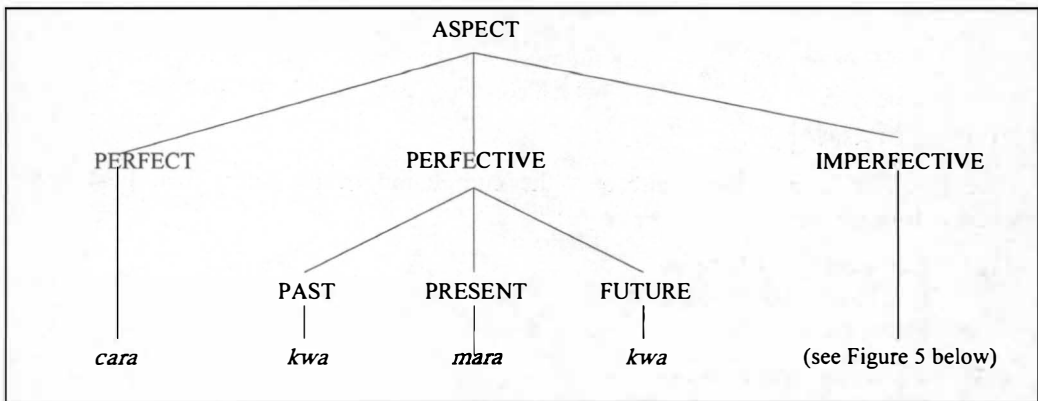 ASPECT
PERFECT PERFECTIVE IMPERFECTIVE
PAST PRESENT FUTURE
cara kwa mara kwa (see Figure 5 below)